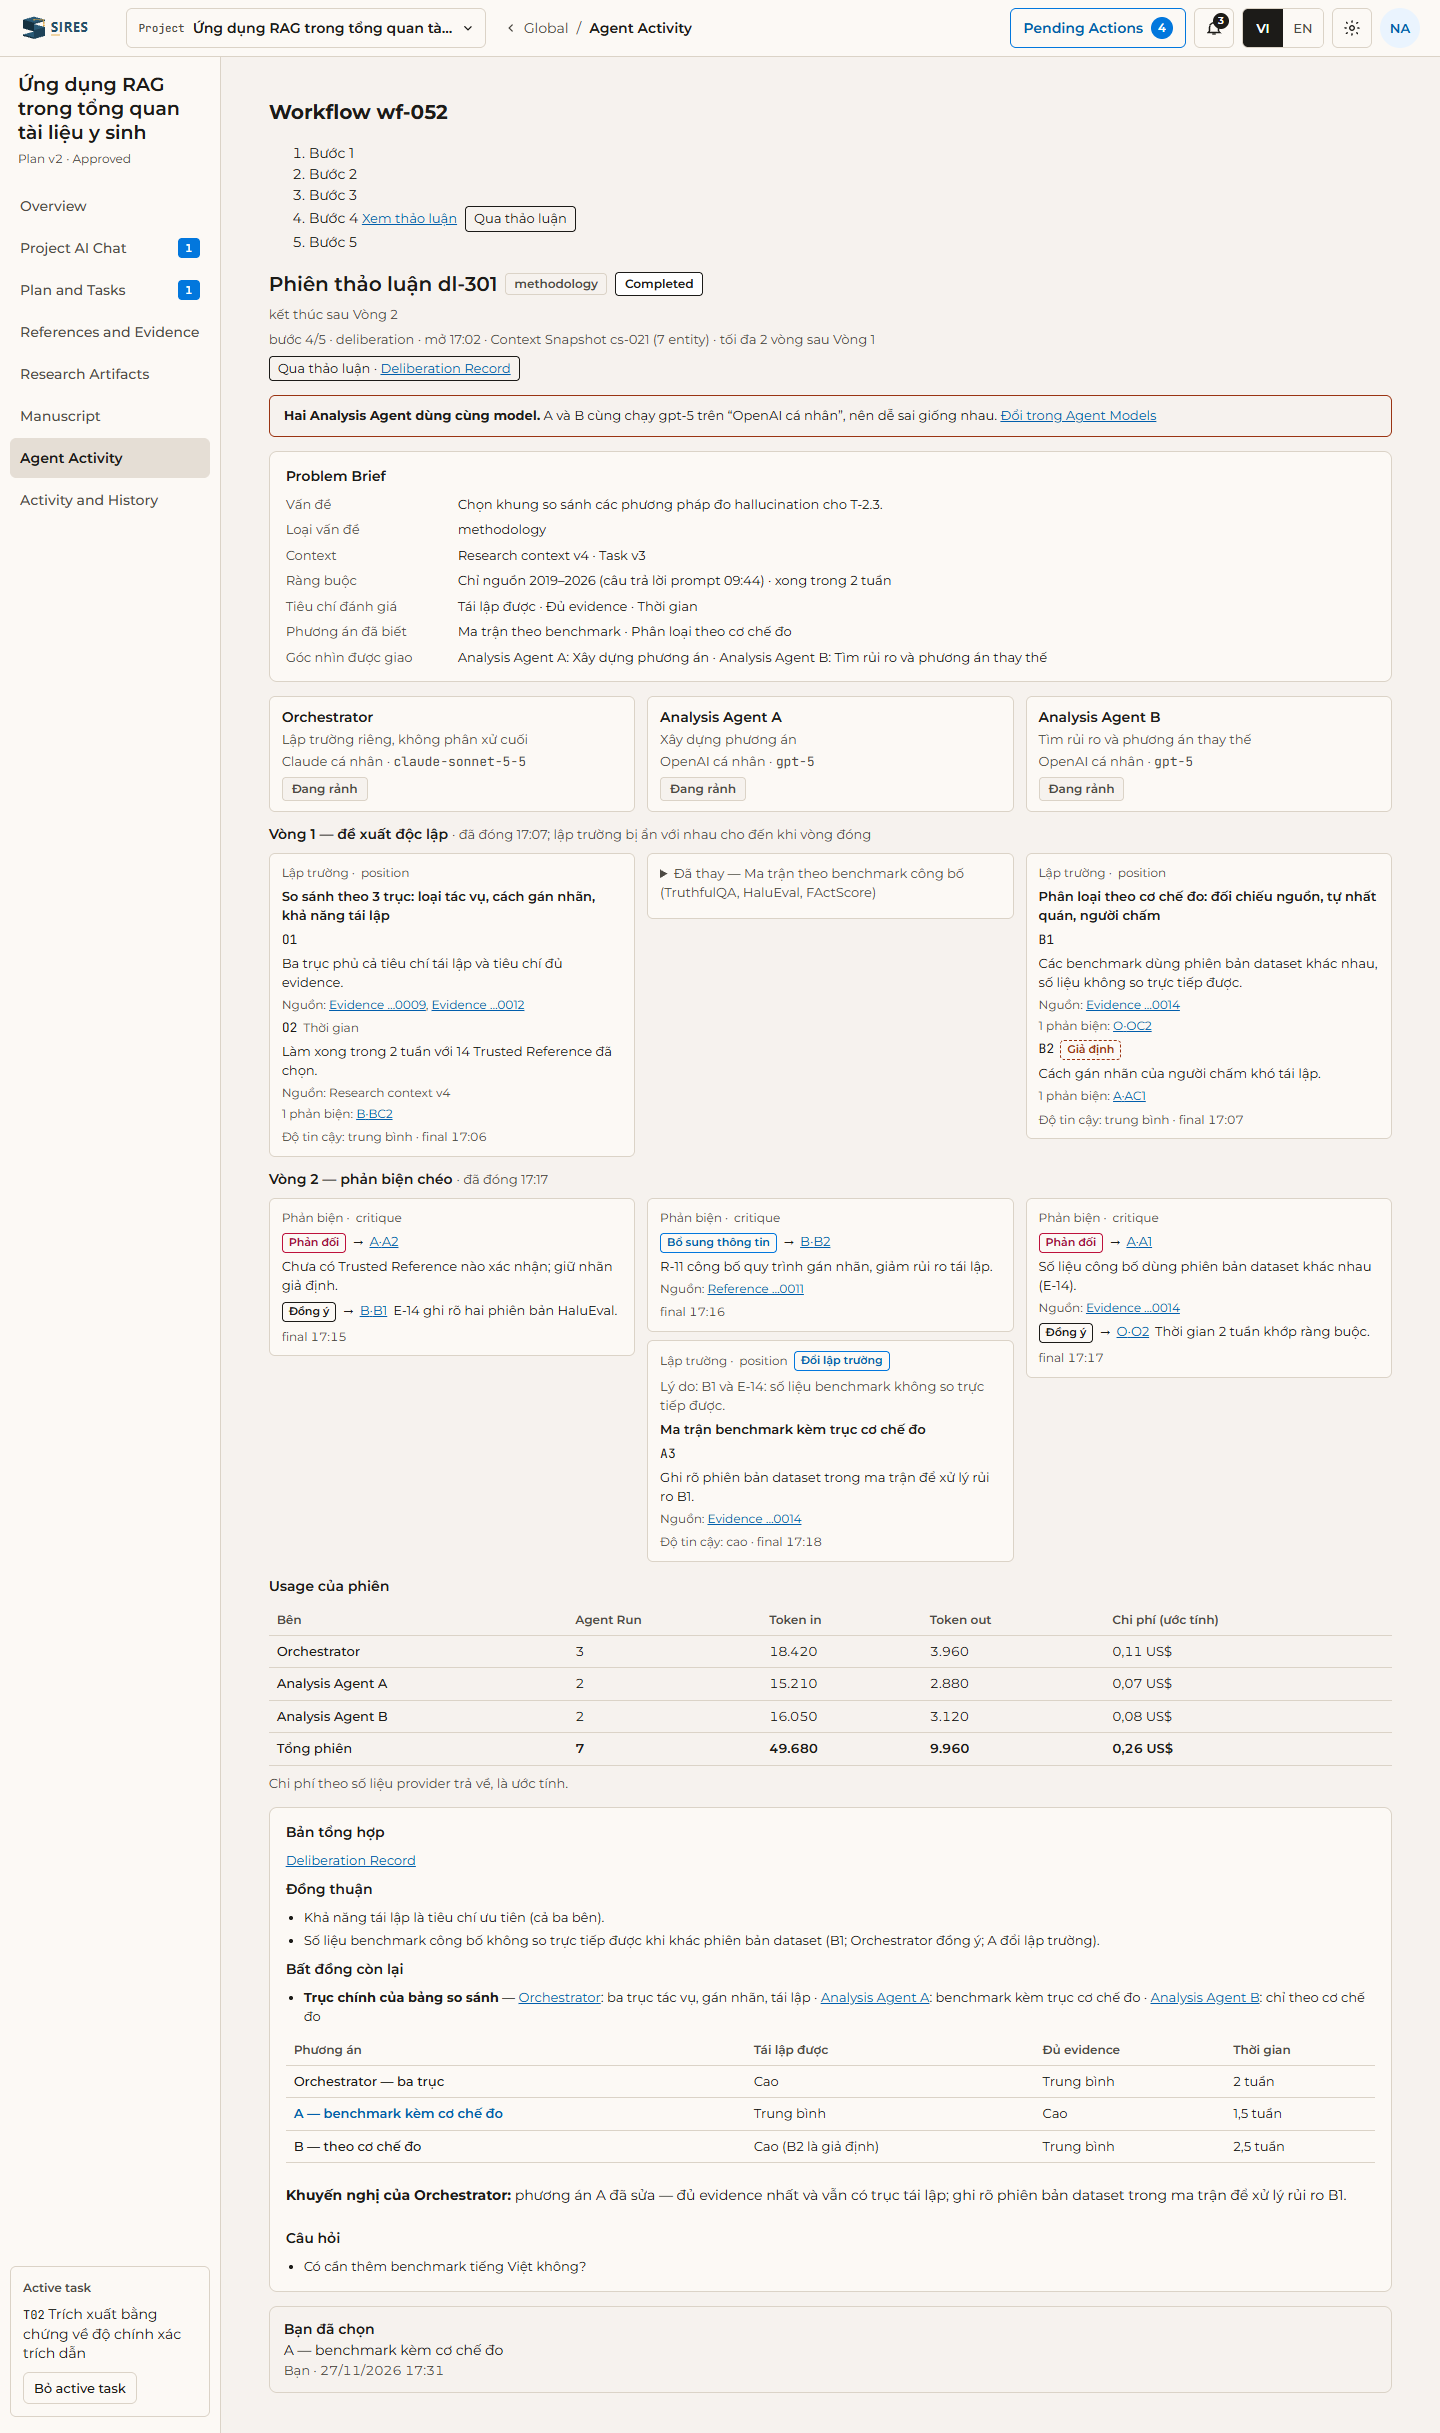 SIRES
Project Ứng dụng RAG trong tổng quan tà...
Global / Agent Activity
Pending Actions 4
3
VI EN
NA
Ứng dụng RAG
trong tổng quan
tài liệu y sinh
Plan v2 · Approved
Overview
Project AI Chat 1
Plan and Tasks 1
References and Evidence
Research Artifacts
Manuscript
Agent Activity
Activity and History
Active task
T02 Trích xuất bằng
chứng về độ chính xác
trích dẫn
Bỏ active task
Workflow wf-052
1. Bước 1
2. Bước 2
3. Bước 3
4. Bước 4 Xem thảo luận Qua thảo luận
5. Bước 5
Phiên thảo luận dl-301 methodology Completed
kết thúc sau Vòng 2
bước 4/5 · deliberation · mở 17:02 · Context Snapshot cs-021 (7 entity) · tối đa 2 vòng sau Vòng 1
Qua thảo luận · Deliberation Record
Hai Analysis Agent dùng cùng model. A và B cùng chạy gpt-5 trên “OpenAI cá nhân”, nên dễ sai giống nhau. Đổi trong Agent Models
Problem Brief
Vấn đề Chọn khung so sánh các phương pháp đo hallucination cho T-2.3.
Loại vấn đề methodology
Context Research context v4 · Task v3
Ràng buộc Chỉ nguồn 2019–2026 (câu trả lời prompt 09:44) · xong trong 2 tuần
Tiêu chí đánh giá Tái lập được · Đủ evidence · Thời gian
Phương án đã biết Ma trận theo benchmark · Phân loại theo cơ chế đo
Góc nhìn được giao Analysis Agent A: Xây dựng phương án · Analysis Agent B: Tìm rủi ro và phương án thay thế
Orchestrator
Lập trường riêng, không phân xử cuối
Claude cá nhân · claude-sonnet-5-5
Đang rảnh
Analysis Agent A
Xây dựng phương án
OpenAI cá nhân · gpt-5
Đang rảnh
Analysis Agent B
Tìm rủi ro và phương án thay thế
OpenAI cá nhân · gpt-5
Đang rảnh
Vòng 1 — đề xuất độc lập · đã đóng 17:07; lập trường bị ẩn với nhau cho đến khi vòng đóng
Lập trường · position
So sánh theo 3 trục: loại tác vụ, cách gán nhãn,
khả năng tái lập
O1
Ba trục phủ cả tiêu chí tái lập và tiêu chí đủ
evidence.
Nguồn: Evidence …0009, Evidence …0012
O2 Thời gian
Làm xong trong 2 tuần với 14 Trusted Reference đã
chọn.
Nguồn: Research context v4
1 phản biện: B·BC2
Độ tin cậy: trung bình · final 17:06
Đã thay — Ma trận theo benchmark công bố
(TruthfulQA, HaluEval, FActScore)
Lập trường · position
Phân loại theo cơ chế đo: đối chiếu nguồn, tự nhất
quán, người chấm
B1
Các benchmark dùng phiên bản dataset khác nhau,
số liệu không so trực tiếp được.
Nguồn: Evidence …0014
1 phản biện: O·OC2
B2 Giả định
Cách gán nhãn của người chấm khó tái lập.
1 phản biện: A·AC1
Độ tin cậy: trung bình · final 17:07
Vòng 2 — phản biện chéo · đã đóng 17:17
Phản biện · critique
Phản đối → A·A2
Chưa có Trusted Reference nào xác nhận; giữ nhãn
giả định.
Đồng ý → B·B1 E-14 ghi rõ hai phiên bản HaluEval.
final 17:15
Phản biện · critique
Bổ sung thông tin → B·B2
R-11 công bố quy trình gán nhãn, giảm rủi ro tái lập.
Nguồn: Reference …0011
final 17:16
Lập trường · position Đổi lập trường
Lý do: B1 và E-14: số liệu benchmark không so trực
tiếp được.
Ma trận benchmark kèm trục cơ chế đo
A3
Ghi rõ phiên bản dataset trong ma trận để xử lý rủi
ro B1.
Nguồn: Evidence …0014
Độ tin cậy: cao · final 17:18
Phản biện · critique
Phản đối → A·A1
Số liệu công bố dùng phiên bản dataset khác nhau
(E-14).
Nguồn: Evidence …0014
Đồng ý → O·O2 Thời gian 2 tuần khớp ràng buộc.
final 17:17
Usage của phiên
Bên Agent Run Token in Token out Chi phí (ước tính)
Orchestrator 3 18.420 3.960 0,11 US$
Analysis Agent A 2 15.210 2.880 0,07 US$
Analysis Agent B 2 16.050 3.120 0,08 US$
Tổng phiên 7 49.680 9.960 0,26 US$
Chi phí theo số liệu provider trả về, là ước tính.
Bản tổng hợp
Deliberation Record
Đồng thuận
• Khả năng tái lập là tiêu chí ưu tiên (cả ba bên).
• Số liệu benchmark công bố không so trực tiếp được khi khác phiên bản dataset (B1; Orchestrator đồng ý; A đổi lập trường).
Bất đồng còn lại
• Trục chính của bảng so sánh — Orchestrator: ba trục tác vụ, gán nhãn, tái lập · Analysis Agent A: benchmark kèm trục cơ chế đo · Analysis Agent B: chỉ theo cơ chế
đo
Phương án Tái lập được Đủ evidence Thời gian
Orchestrator — ba trục Cao Trung bình 2 tuần
A — benchmark kèm cơ chế đo Trung bình Cao 1,5 tuần
B — theo cơ chế đo Cao (B2 là giả định) Trung bình 2,5 tuần
Khuyến nghị của Orchestrator: phương án A đã sửa — đủ evidence nhất và vẫn có trục tái lập; ghi rõ phiên bản dataset trong ma trận để xử lý rủi ro B1.
Câu hỏi
• Có cần thêm benchmark tiếng Việt không?
Bạn đã chọn
A — benchmark kèm cơ chế đo
Bạn · 27/11/2026 17:31